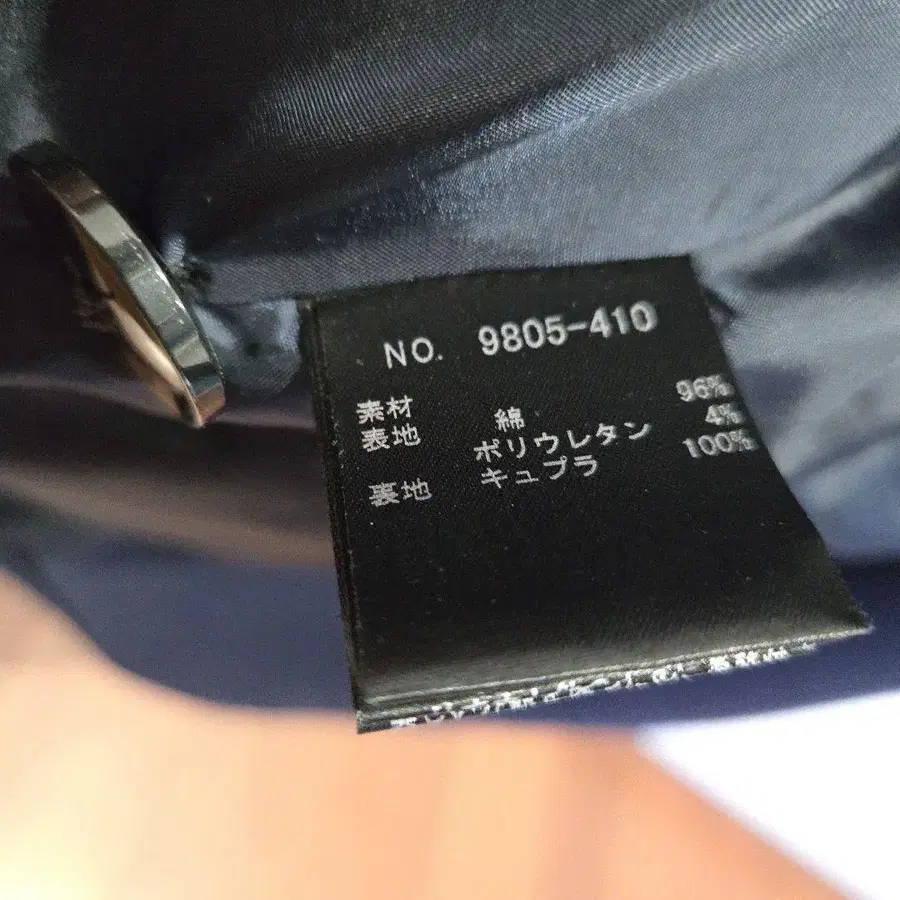 NO. 9805-410
素材
表地 綿 96%
ポリウレタン 4%
裏地 キュプラ 100%